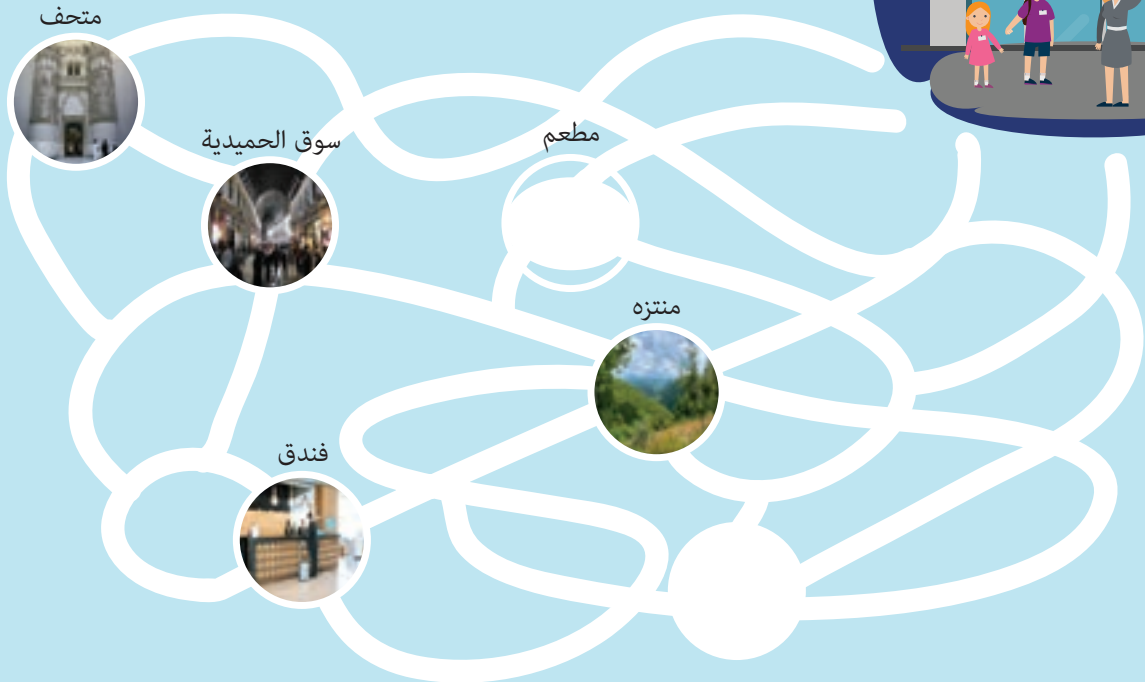 متحف
سوق الحميدية
مطعم
منتزه
فندق